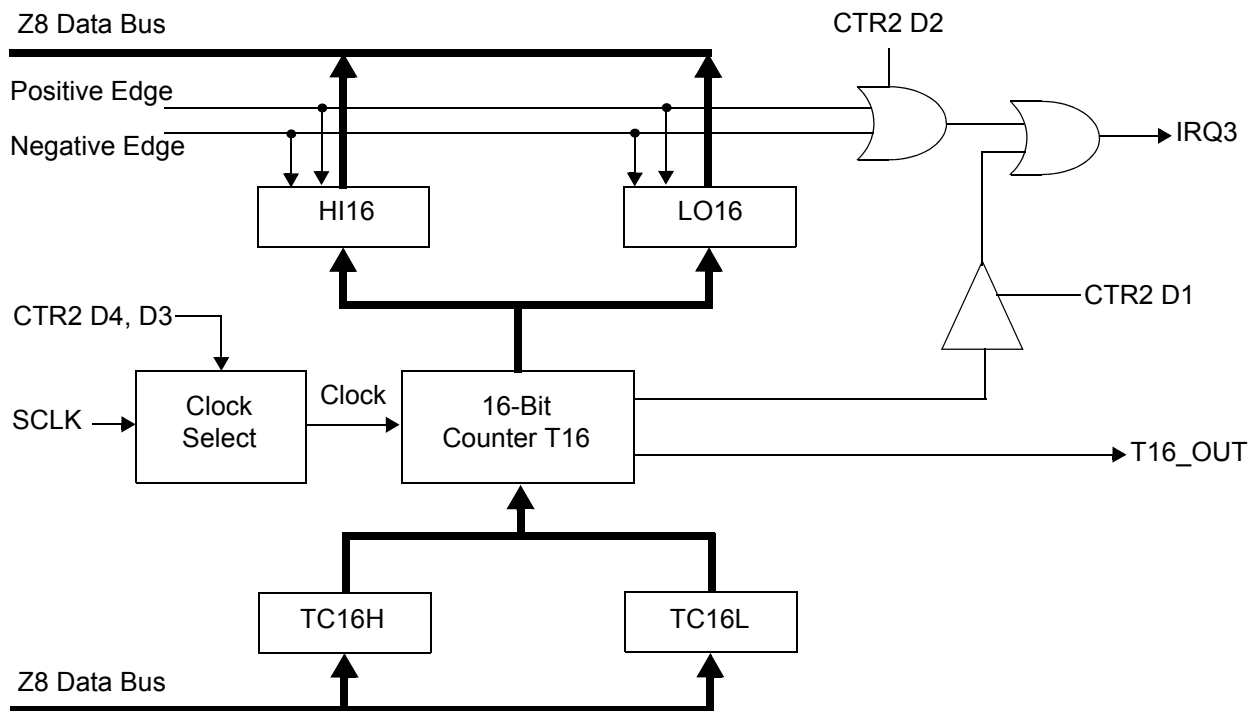 Z8 Data Bus
CTR2 D2
Positive Edge
Negative Edge
IRQ3
HI16
LO16
CTR2 D4, D3
CTR2 D1
SCLK
Clock
Select
Clock
16-Bit
Counter T16
T16_OUT
TC16H
TC16L
Z8 Data Bus